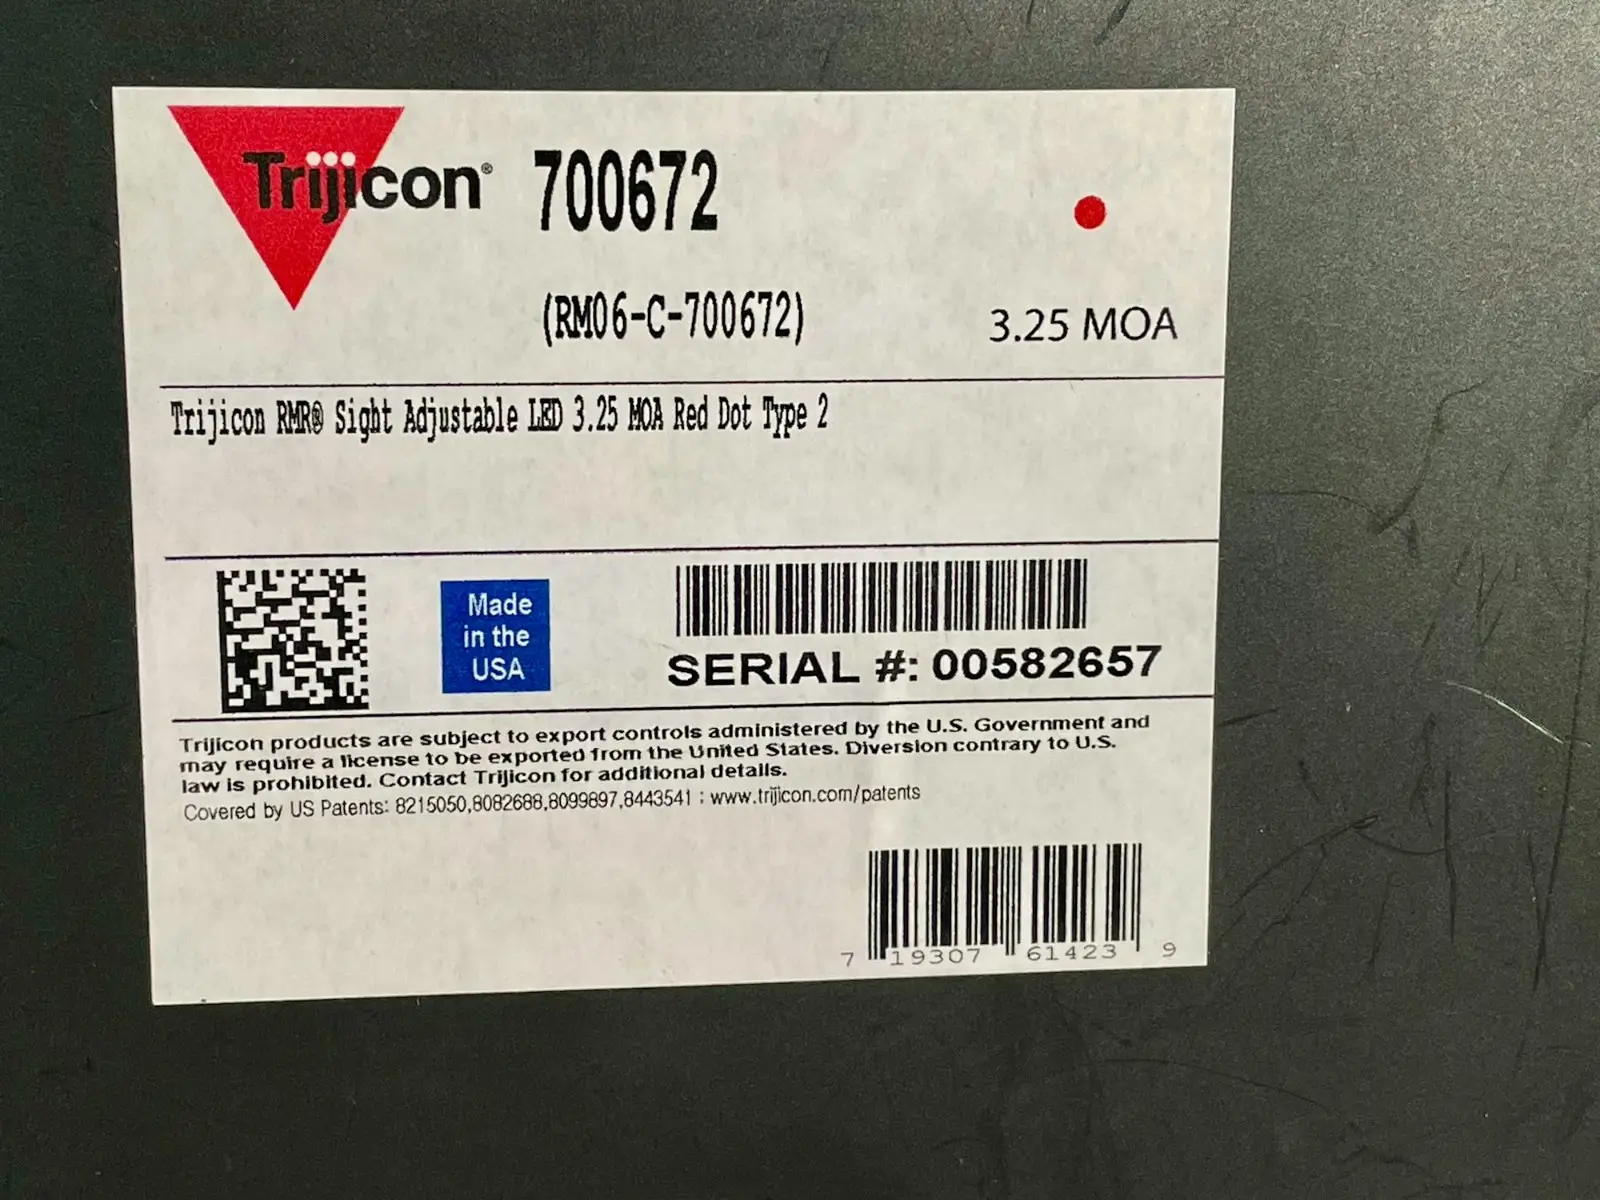 Trijicon® 700672
(RM06-C-700672)
3.25 MOA
Trijicon RMR® Sight Adjustable LED 3.25 MOA Red Dot Type 2
Made
in the
USA
SERIAL #: 00582657
Trijicon products are subject to export controls administered by the U.S. Government and
may require a license to be exported from the United States. Diversion contrary to U.S.
law is prohibited. Contact Trijicon for additional details.
Covered by US Patents: 8215050,8082688,8099897,8443541 : www.trijicon.com/patents
7 19307 61423 9